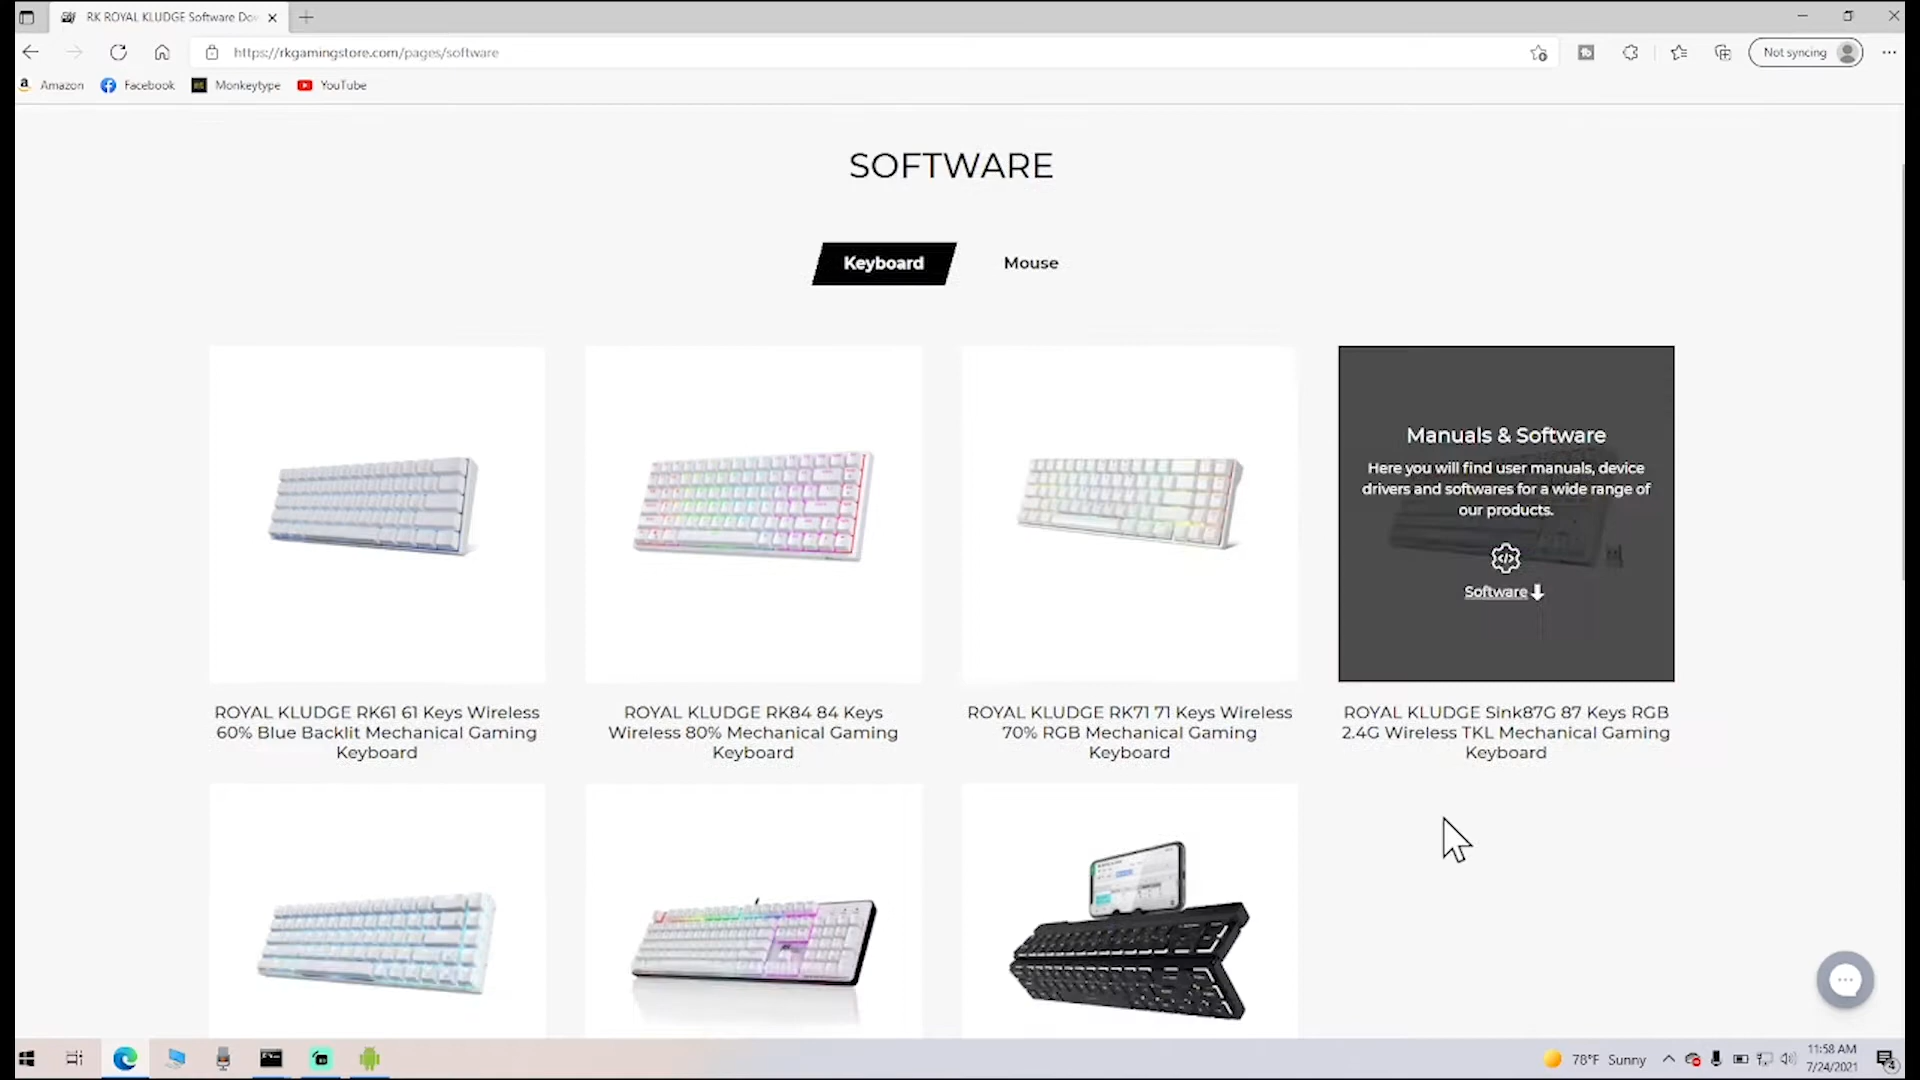 RK ROYAL KLUDGE Software Dov
https://rkgamingstore.com/pages/software
Not syncing
Amazon
Facebook
Monkeytype
YouTube
SOFTWARE
Keyboard
Mouse
Manuals & Software
Here you will find user manuals, device
drivers and softwares for a wide range of
our products.
Software
ROYAL KLUDGE RK61 61 Keys Wireless
60% Blue Backlit Mechanical Gaming
Keyboard
ROYAL KLUDGE RK84 84 Keys
Wireless 80% Mechanical Gaming
Keyboard
ROYAL KLUDGE RK71 71 Keys Wireless
70% RGB Mechanical Gaming
Keyboard
ROYAL KLUDGE Sink87G 87 Keys RGB
2.4G Wireless TKL Mechanical Gaming
Keyboard
78°F Sunny
11:58 AM
7/24/2021
4